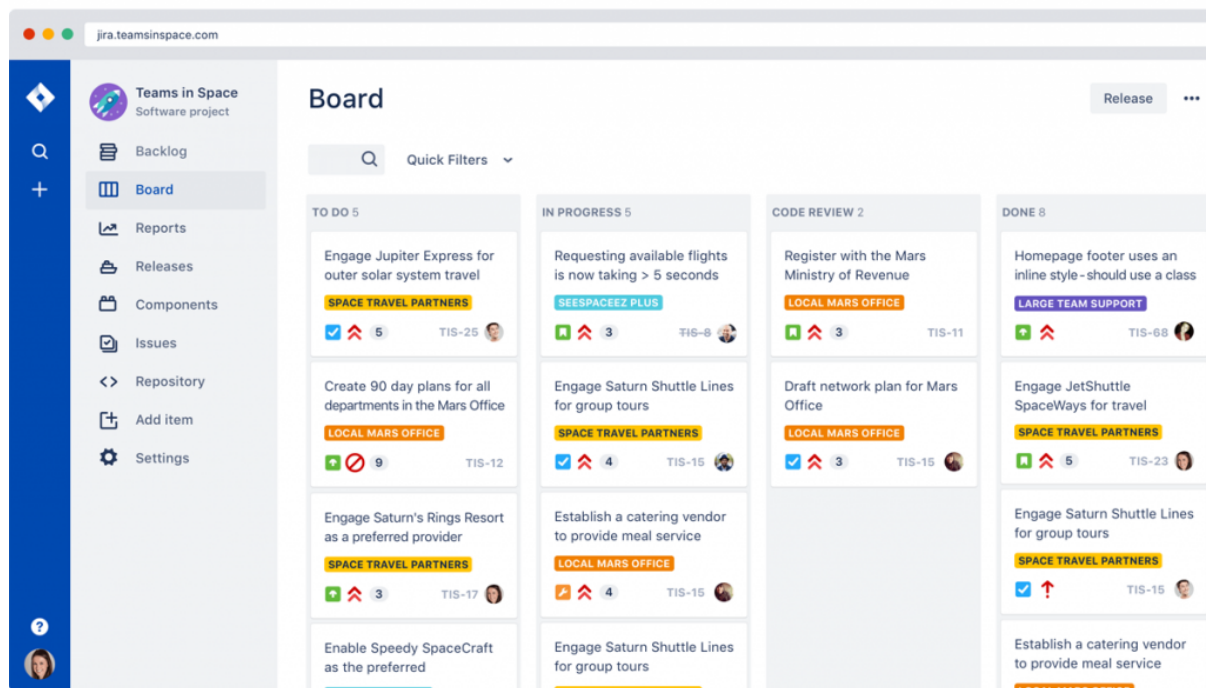 jira.teamsinspace.com
Teams in Space
Software project
Backlog
Board
Reports
Releases
Components
Issues
Repository
Add item
Settings
?
Board
Release
Quick Filters
TO DO 5
Engage Jupiter Express for
outer solar system travel
SPACE TRAVEL PARTNERS
5
TIS-25
Create 90 day plans for all
departments in the Mars Office
LOCAL MARS OFFICE
9
TIS-12
Engage Saturn's Rings Resort
as a preferred provider
SPACE TRAVEL PARTNERS
3
TIS-17
Enable Speedy SpaceCraft
as the preferred
IN PROGRESS 5
Requesting available flights
is now taking > 5 seconds
SEESPACEEZ PLUS
3
TIS-8
Engage Saturn Shuttle Lines
for group tours
SPACE TRAVEL PARTNERS
4
TIS-15
Establish a catering vendor
to provide meal service
LOCAL MARS OFFICE
4
TIS-15
Engage Saturn Shuttle Lines
for group tours
CODE REVIEW 2
Register with the Mars
Ministry of Revenue
LOCAL MARS OFFICE
3
TIS-11
Draft network plan for Mars
Office
LOCAL MARS OFFICE
3
TIS-15
DONE 8
Homepage footer uses an
inline style - should use a class
LARGE TEAM SUPPORT
TIS-68
Engage JetShuttle
SpaceWays for travel
SPACE TRAVEL PARTNERS
5
TIS-23
Engage Saturn Shuttle Lines
for group tours
SPACE TRAVEL PARTNERS
TIS-15
Establish a catering vendor
to provide meal service